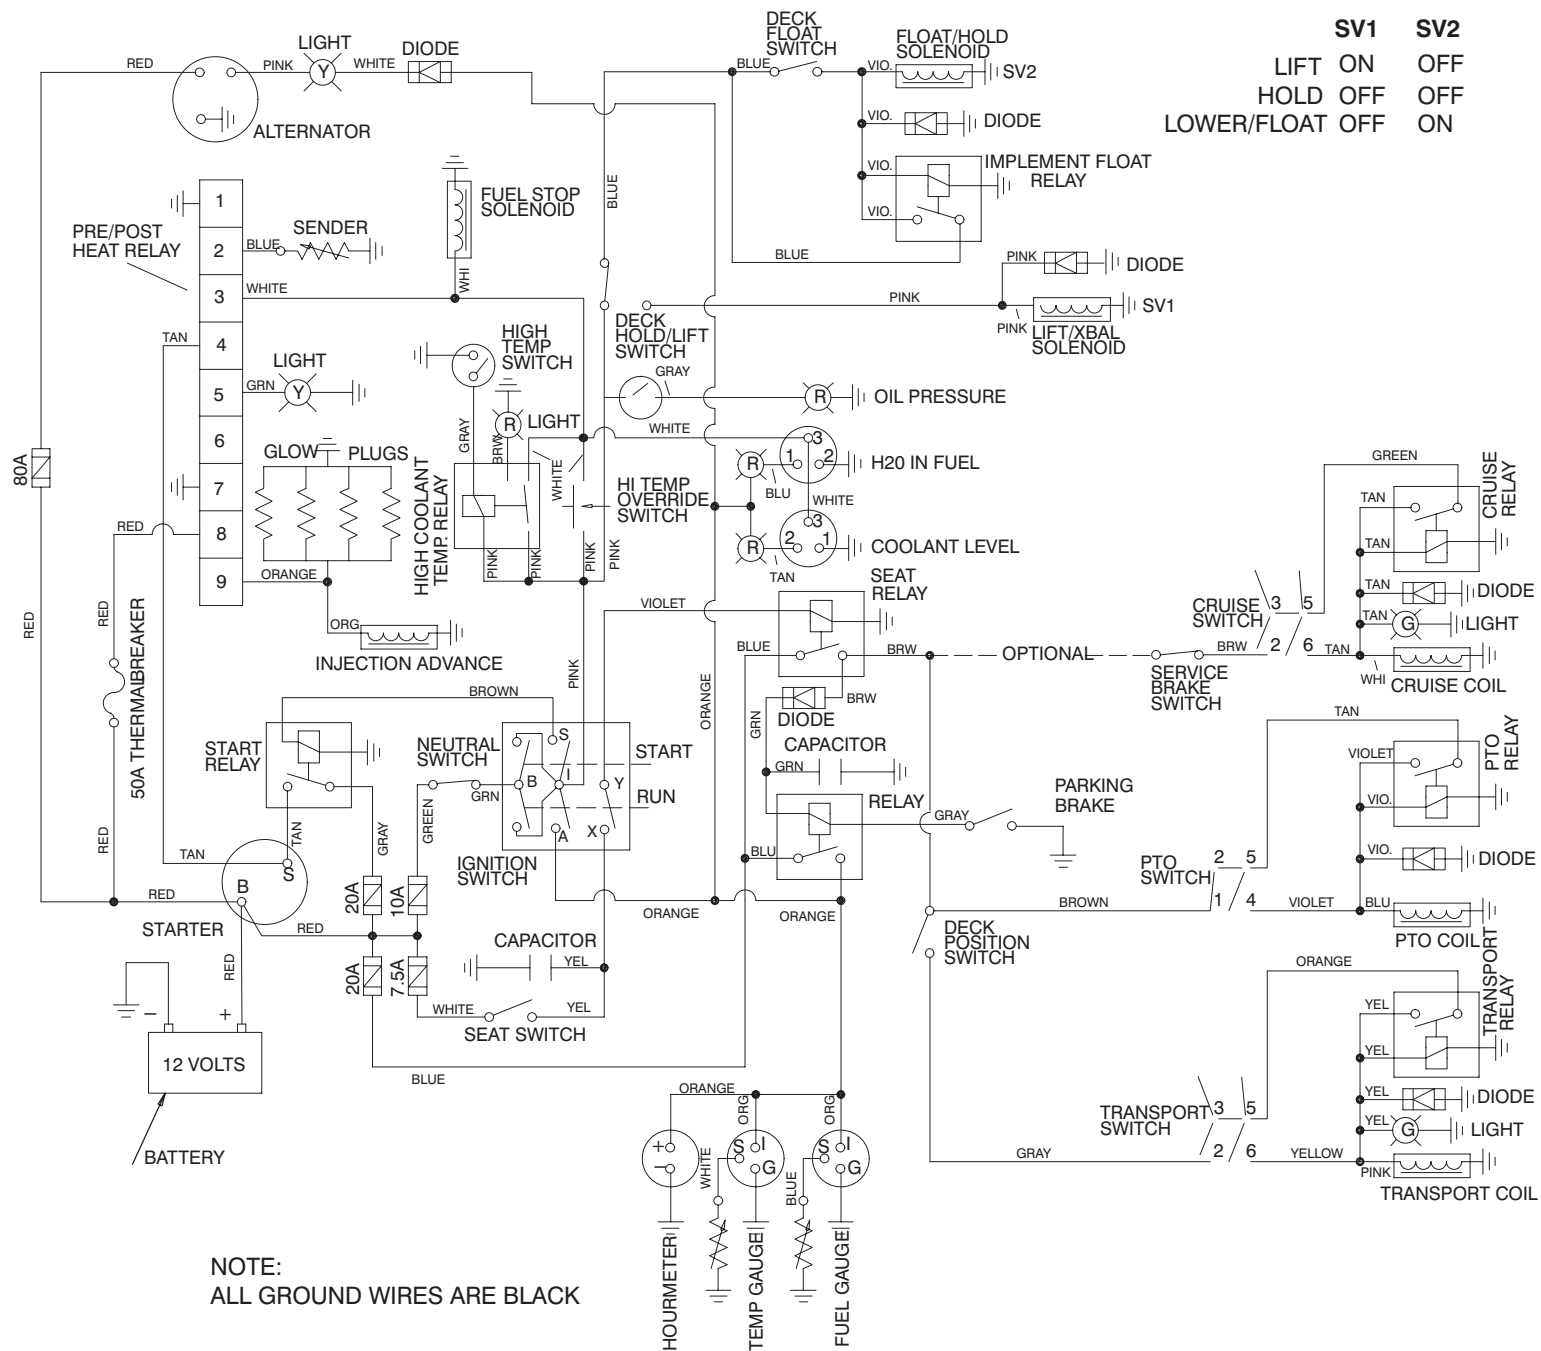 SV1 SV2
LIFT ON OFF
HOLD OFF OFF
LOWER/FLOAT OFF ON
DECK
FLOAT
SWITCH
FLOAT/HOLD
SOLENOID
BLUE
VIO.
SV2
VIO.
DIODE
IMPLEMENT FLOAT
RELAY
VIO.
VIO.
BLUE
BLUE
RED
PINK
LIGHT
Y
WHITE
DIODE
ALTERNATOR
PRE/POST
HEAT RELAY
1
2
3
4
5
6
7
8
9
BLUE
SENDER
WHITE
TAN
GRN
LIGHT
Y
FUEL STOP
SOLENOID
WHI
PINK
DIODE
PINK
PINK
SV1
LIFT/XBAL
SOLENOID
DECK
HOLD/LIFT
SWITCH
HIGH
TEMP
SWITCH
GRAY
R
OIL PRESSURE
R
LIGHT
GRAY
BRW
WHITE
WHITE
R
BLU
3
1
2
H20 IN FUEL
WHITE
R
TAN
3
2
1
COOLANT LEVEL
HI TEMP
OVERRIDE
SWITCH
HIGH COOLANT
TEMP. RELAY
PINK
PINK
PINK
PINK
GLOW PLUGS
ORANGE
ORG
INJECTION ADVANCE
80A
RED
RED
RED
RED
50A THERMAL BREAKER
SEAT
RELAY
VIOLET
BLUE
BRW
BRW
DIODE
GRN
CAPACITOR
GRN
RELAY
BLU
GRAY
PARKING
BRAKE
ORANGE
PINK
BROWN
START
RELAY
NEUTRAL
SWITCH
GRN
GREEN
B
S
I
A
Y
X
START
RUN
IGNITION
SWITCH
TAN
GRAY
TAN
S
B
STARTER
RED
RED
RED
20A
10A
20A
7.5A
ORANGE
ORANGE
CAPACITOR
YEL
WHITE
YEL
SEAT SWITCH
BLUE
12 VOLTS
– +
BATTERY
OPTIONAL
SERVICE
BRAKE
SWITCH
BRW
CRUISE
SWITCH
3 5
2 6
TAN
GREEN
TAN
TAN
TAN
TAN
CRUISE
RELAY
DIODE
G
LIGHT
WHI
CRUISE COIL
TAN
VIOLET
VIO.
VIO.
PTO
RELAY
DIODE
PTO
SWITCH
2 5
1 4
BROWN
VIOLET
BLU
PTO COIL
DECK
POSITION
SWITCH
ORANGE
YEL
YEL
YEL
YEL
TRANSPORT
RELAY
DIODE
G
LIGHT
TRANSPORT
SWITCH
3 5
2 6
GRAY
YELLOW
PINK
TRANSPORT COIL
ORANGE
ORG
ORG
+
–
WHITE
S I
G
BLUE
S I
G
HOURMETER
TEMP GAUGE
FUEL GAUGE
NOTE:
ALL GROUND WIRES ARE BLACK